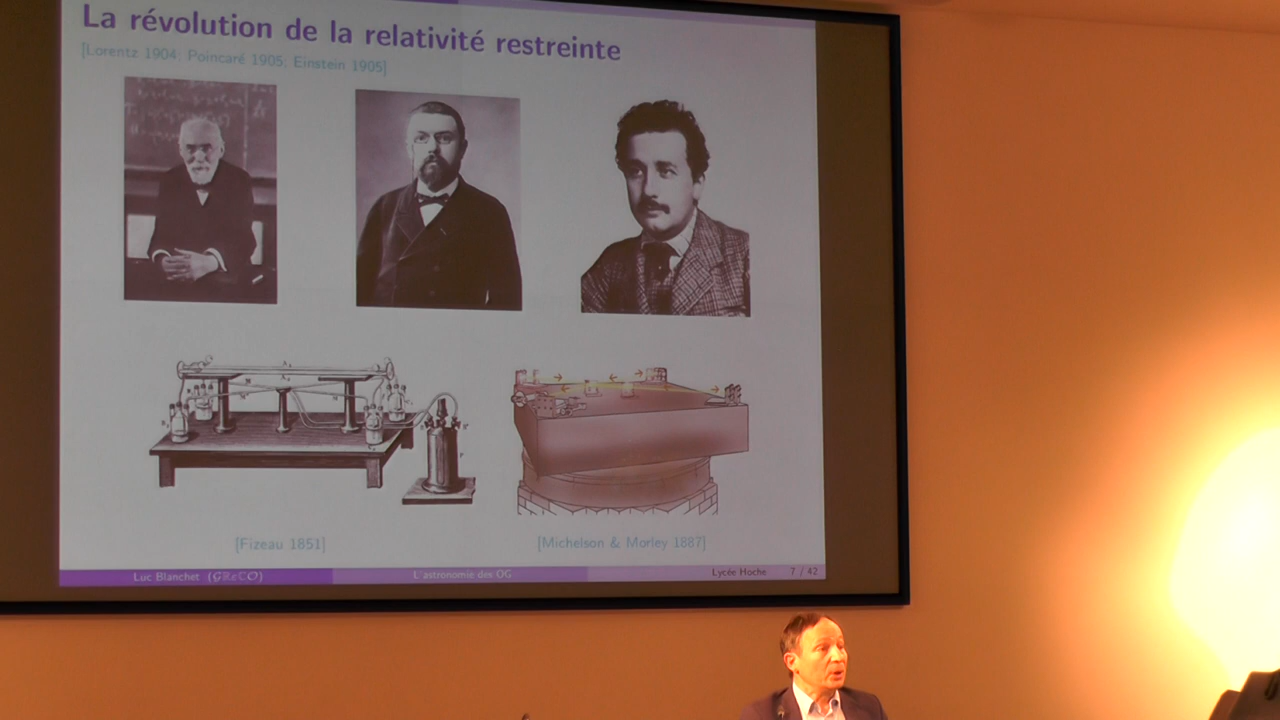 La révolution de la relativité restreinte
[Lorentz 1904; Poincaré 1905; Einstein 1905]
[Fizeau 1851]
[Michelson & Morley 1887]
Luc Blanchet (GReCO)
L'astronomie des OG
Lycée Hoche
7 / 42